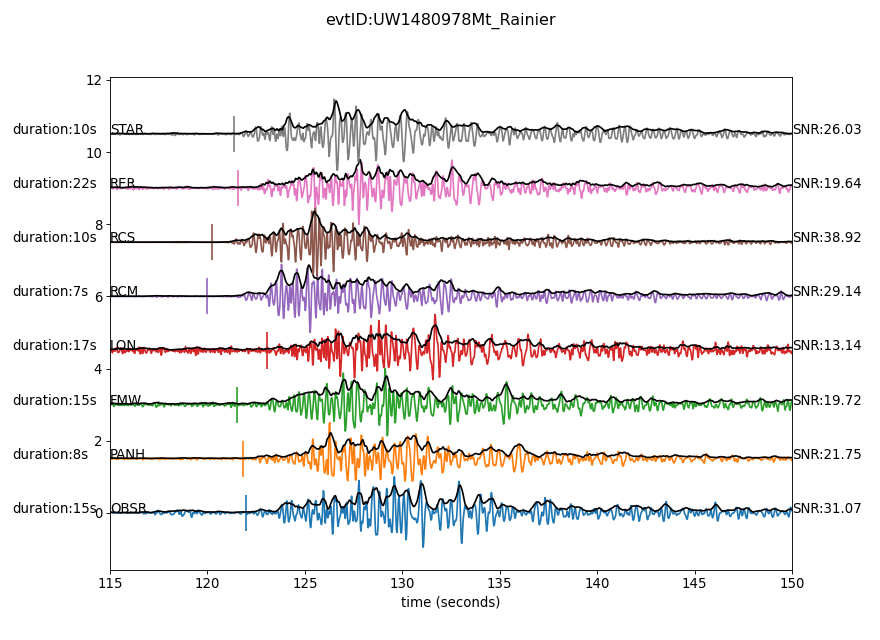 evtID:UW1480978Mt_Rainier
12
duration:10s STAR SNR:26.03
10
duration:22s RER SNR:19.64
8
duration:10s RCS SNR:38.92
duration:7s RCM SNR:29.14
6
duration:17s LON SNR:13.14
4
duration:15s FMW SNR:19.72
2
duration:8s PANH SNR:21.75
duration:15s OBSR SNR:31.07
0
115 120 125 130 135 140 145 150
time (seconds)